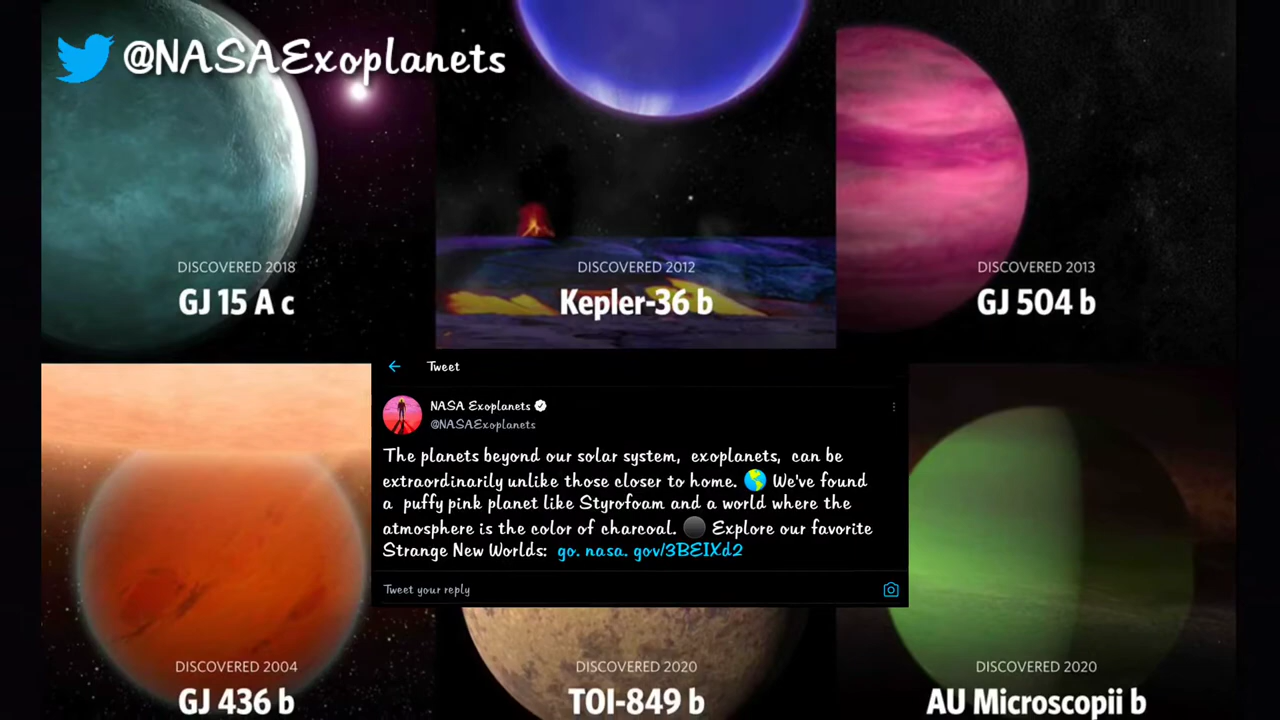 @NASAExoplanets
DISCOVERED 2018
GJ 15 A c
DISCOVERED 2012
Kepler-36 b
DISCOVERED 2013
GJ 504 b
Tweet
NASA Exoplanets
@NASAExoplanets
The planets beyond our solar system, exoplanets, can be
extraordinarily unlike those closer to home. 🌎 We've found
a puffy pink planet like Styrofoam and a world where the
atmosphere is the color of charcoal. ⚫ Explore our favorite
Strange New Worlds: go. nasa. gov/3BEIXd2
Tweet your reply
DISCOVERED 2004
GJ 436 b
DISCOVERED 2020
TOI-849 b
DISCOVERED 2020
AU Microscopii b